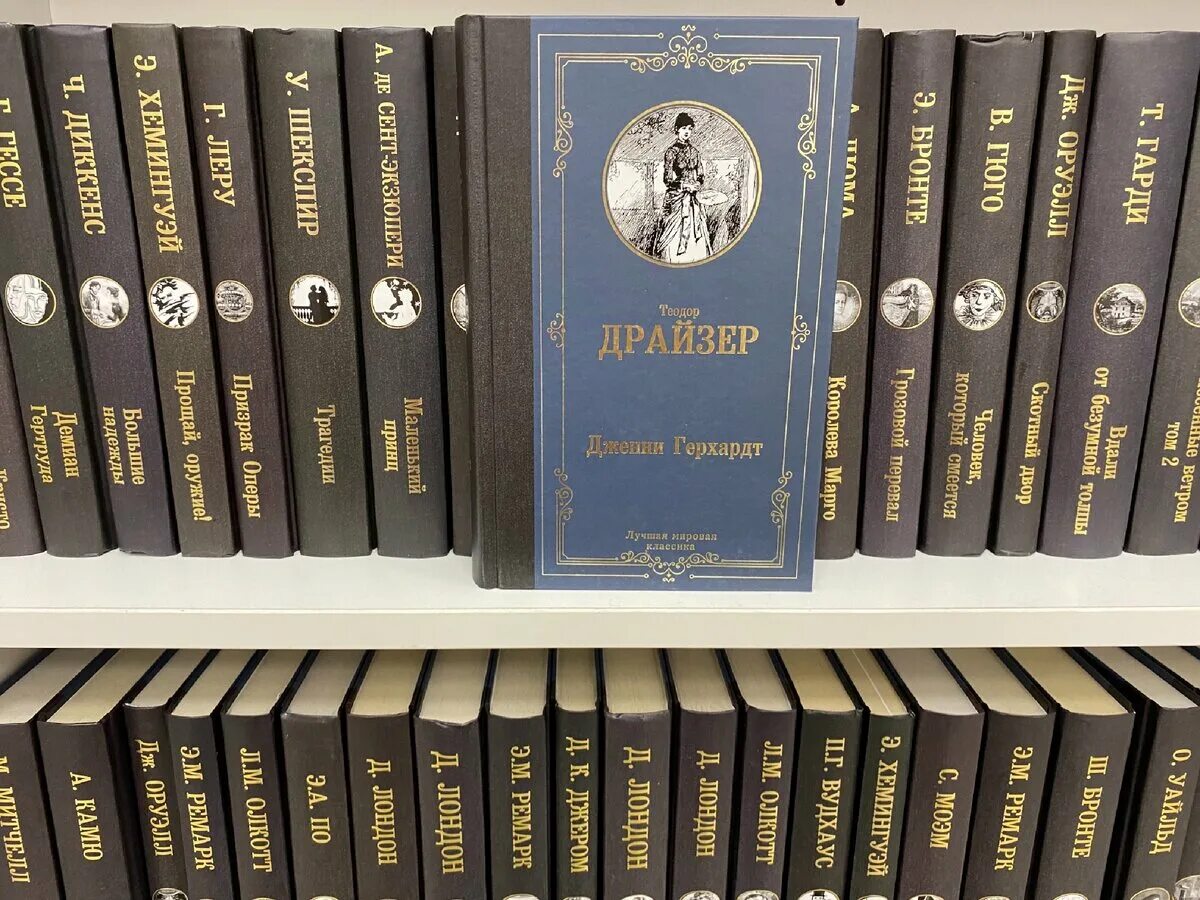 Г. ГЕССЕ
Демиан
Гертруда
Ч. ДИККЕНС
Большие
надежды
Э. ХЕМИНГУЭЙ
Прощай, оружие!
Г. ЛЕРУ
Призрак Оперы
У. ШЕКСПИР
Трагедии
А. ДЕ СЕНТ-ЭКЗЮПЕРИ
Маленький
принц
Теодор
ДРАЙЗЕР
Дженни Герхардт
Лучшая мировая
классика
Королева Марго
Э. БРОНТЕ
Грозовой перевал
В. ГЮГО
Человек,
который смеется
Дж. ОРУЭЛЛ
Скотный двор
Т. ГАРДИ
Вдали
от безумной толпы
ветром
том 2
М. МИТЧЕЛЛ
А. КАМЮ
Дж. ОРУЭЛЛ
Э.М. РЕМАРК
Л.М. ОЛКОТТ
Э.А. ПО
Д. ЛОНДОН
Д. ЛОНДОН
Э.М. РЕМАРК
Д. К. ДЖЕРОМ
Д. ЛОНДОН
Д. ЛОНДОН
Л.М. ОЛКОТТ
П.Г. ВУДХАУС
Э. ХЕМИНГУЭЙ
С. МОЭМ
Э.М. РЕМАРК
Ш. БРОНТЕ
О. УАЙЛЬД